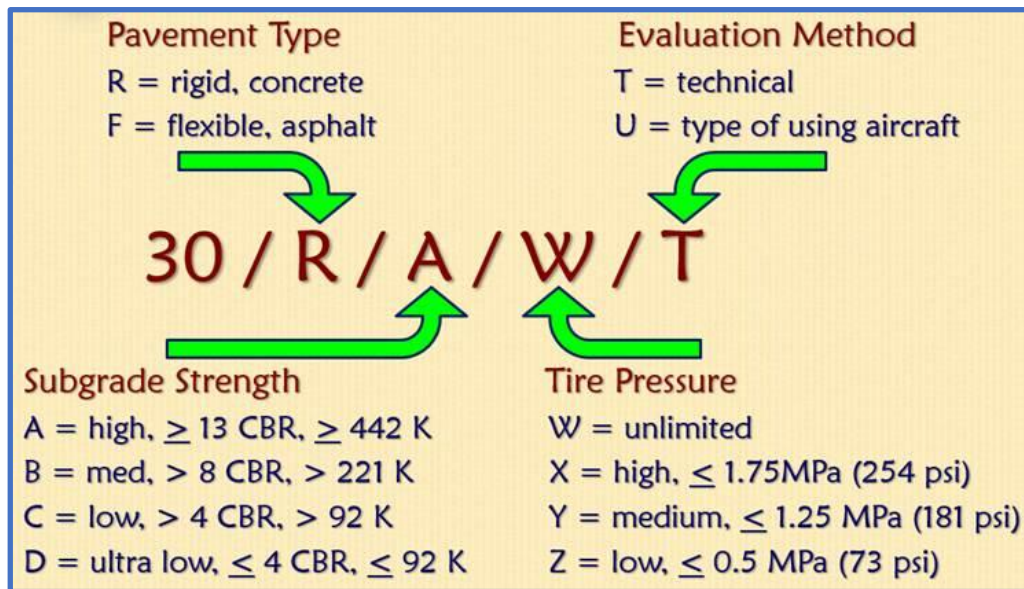 Pavement Type
R = rigid, concrete
F = flexible, asphalt
Evaluation Method
T = technical
U = type of using aircraft
30 / R / A / W / T
Subgrade Strength
A = high, ≥ 13 CBR, ≥ 442 K
B = med, > 8 CBR, > 221 K
C = low, > 4 CBR, > 92 K
D = ultra low, ≤ 4 CBR, ≤ 92 K
Tire Pressure
W = unlimited
X = high, ≤ 1.75MPa (254 psi)
Y = medium, ≤ 1.25 MPa (181 psi)
Z = low, ≤ 0.5 MPa (73 psi)